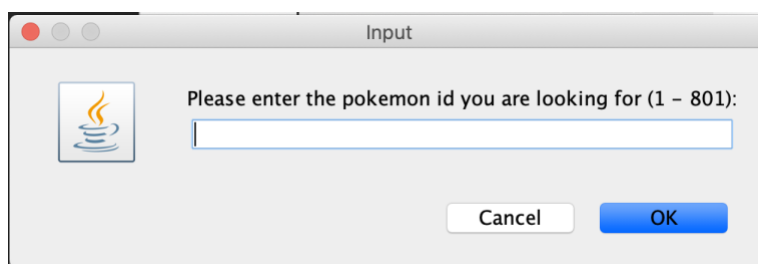 Input
Please enter the pokemon id you are looking for (1 – 801):
Cancel
OK